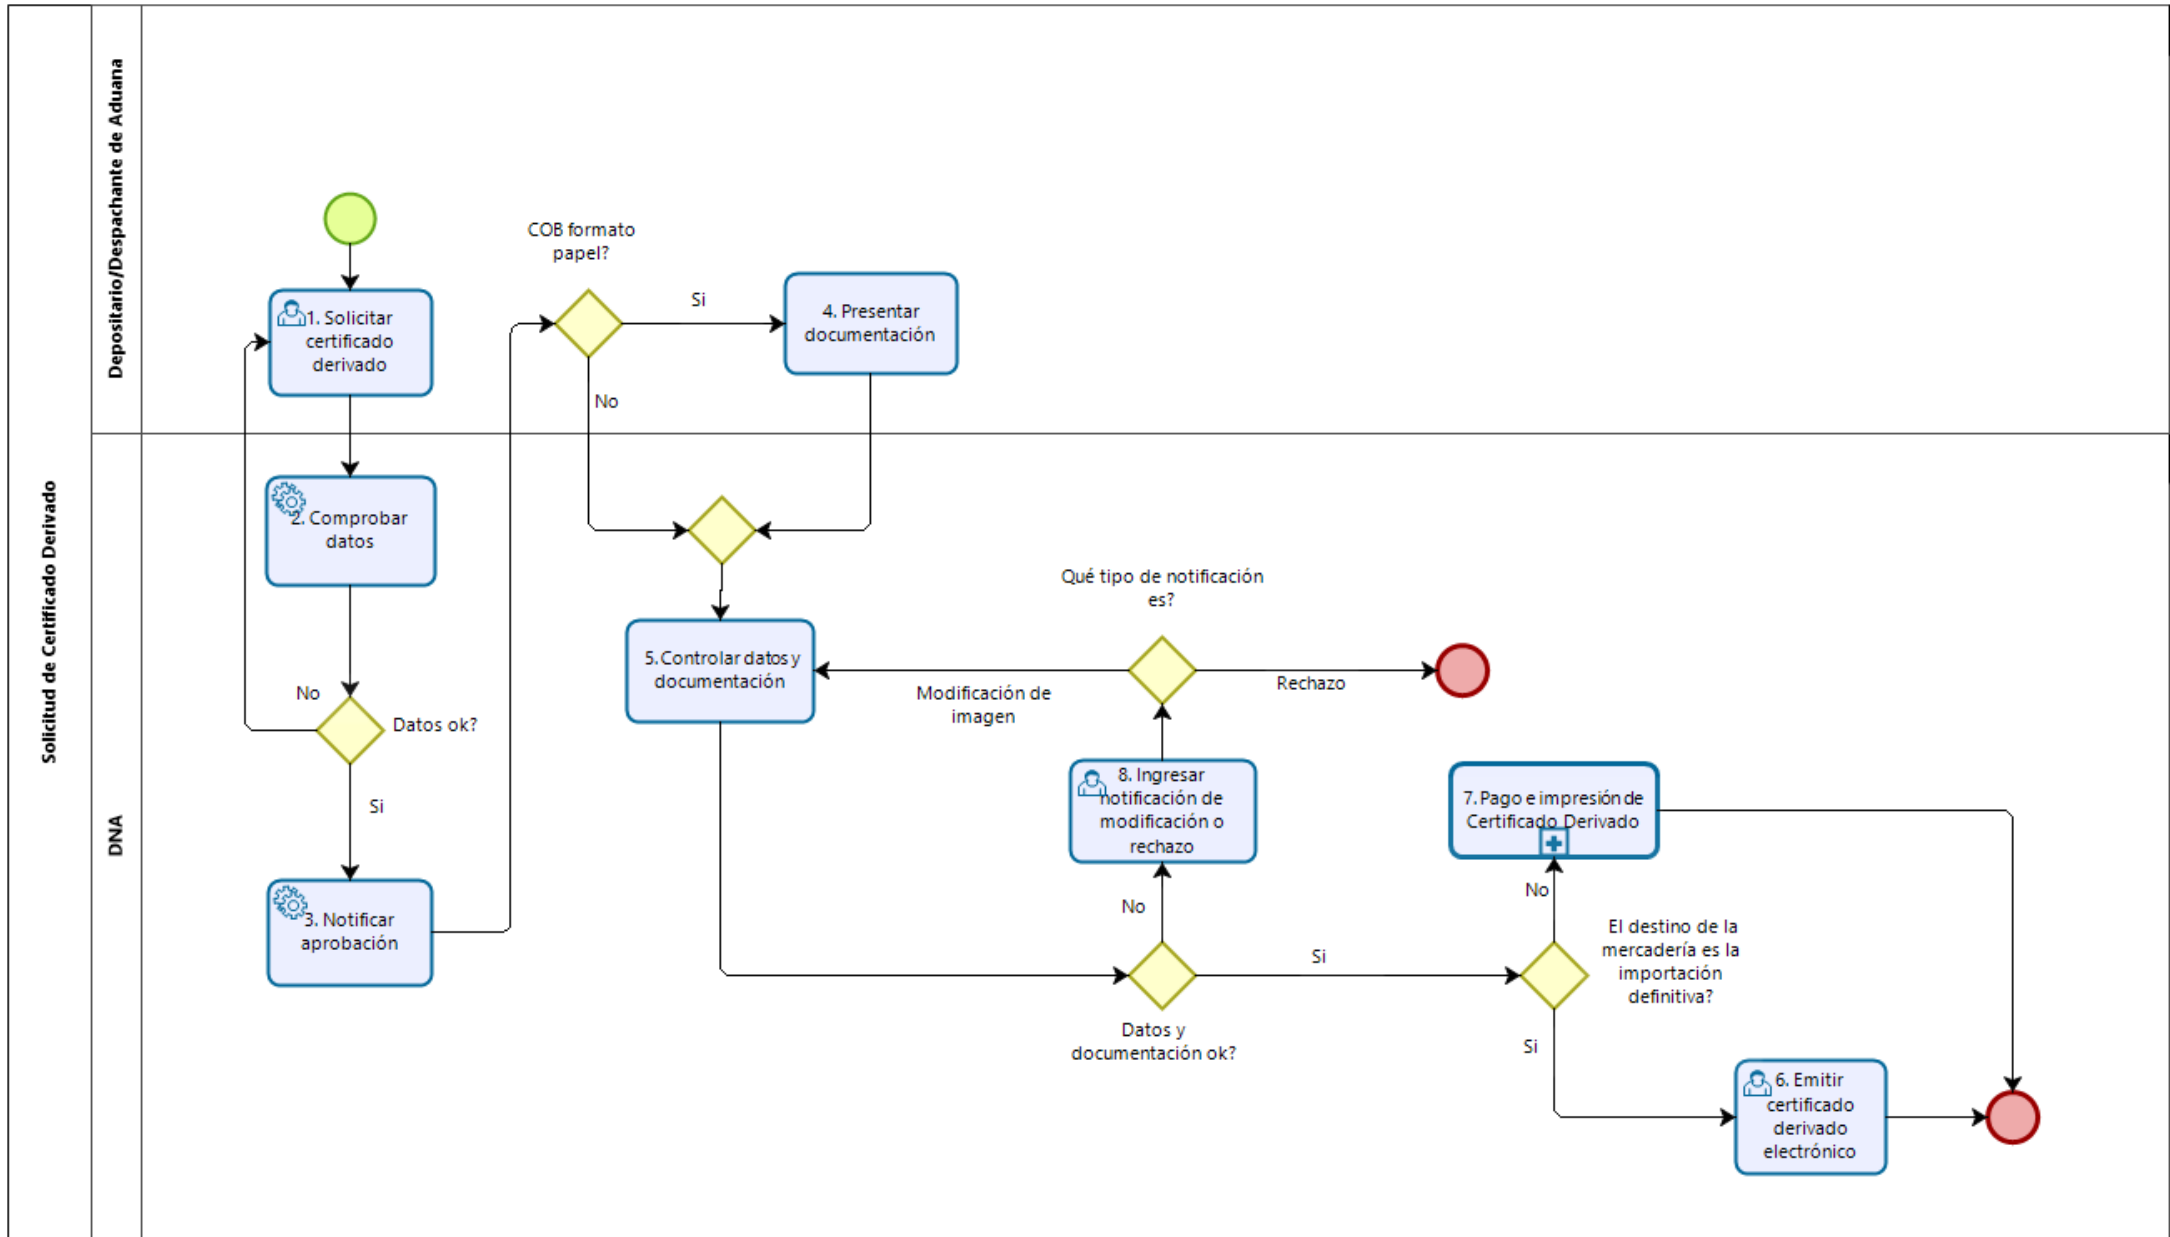 Solicitud de Certificado Derivado
Depositario/Despachante de Aduana
1. Solicitar
certificado
derivado
COB formato
papel?
Si
No
4. Presentar
documentación
DNA
2. Comprobar
datos
No
Datos ok?
Si
3. Notificar
aprobación
5. Controlar datos y
documentación
Qué tipo de notificación
es?
Modificación de
imagen
Rechazo
8. Ingresar
notificación de
modificación o
rechazo
No
Datos y
documentación ok?
Si
7. Pago e impresión de
Certificado Derivado
No
El destino de la
mercadería es la
importación
definitiva?
Si
6. Emitir
certificado
derivado
electrónico